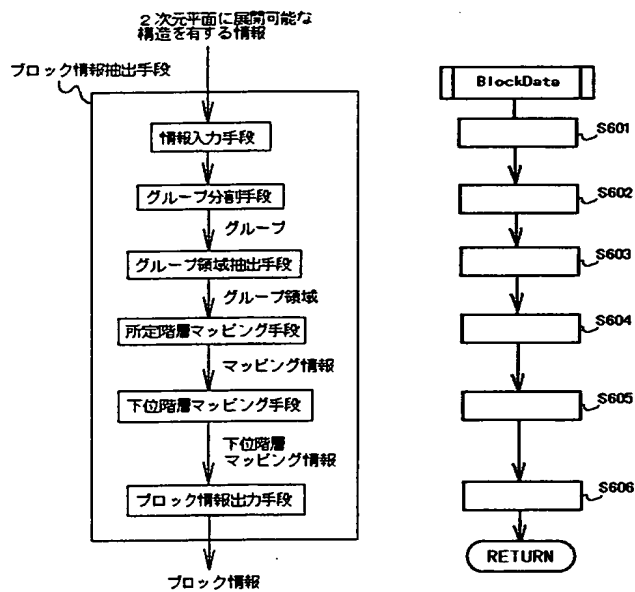 2次元平面に展開可能な
構造を有する情報
ブロック情報抽出手段
情報入力手段
グループ分割手段
グループ
グループ領域抽出手段
グループ領域
所定階層マッピング手段
マッピング情報
下位階層マッピング手段
下位階層
マッピング情報
ブロック情報出力手段
ブロック情報
BlockDate
S601
S602
S603
S604
S605
S606
RETURN